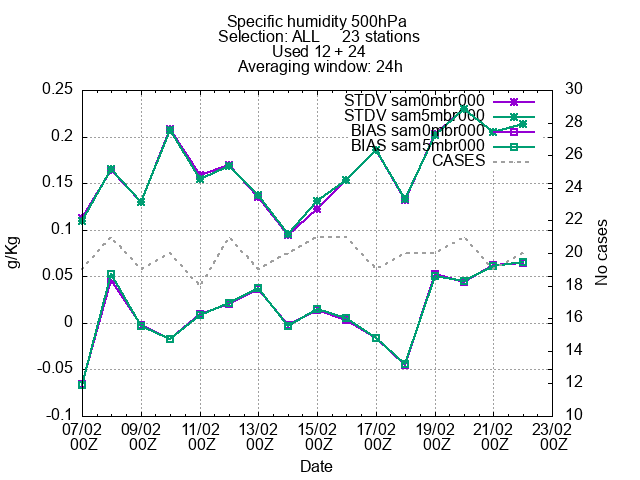 Specific humidity 500hPa
Selection: ALL     23 stations
Used 12 + 24
Averaging window: 24h
0.25
0.2
0.15
0.1
0.05
0
-0.05
-0.1
g/Kg
30
28
26
24
22
20
18
16
14
12
10
No cases
STDV sam0mbr000
STDV sam5mbr000
BIAS sam0mbr000
BIAS sam5mbr000
CASES
07/02 09/02 11/02 13/02 15/02 17/02 19/02 21/02 23/02
00Z 00Z 00Z 00Z 00Z 00Z 00Z 00Z 00Z
Date